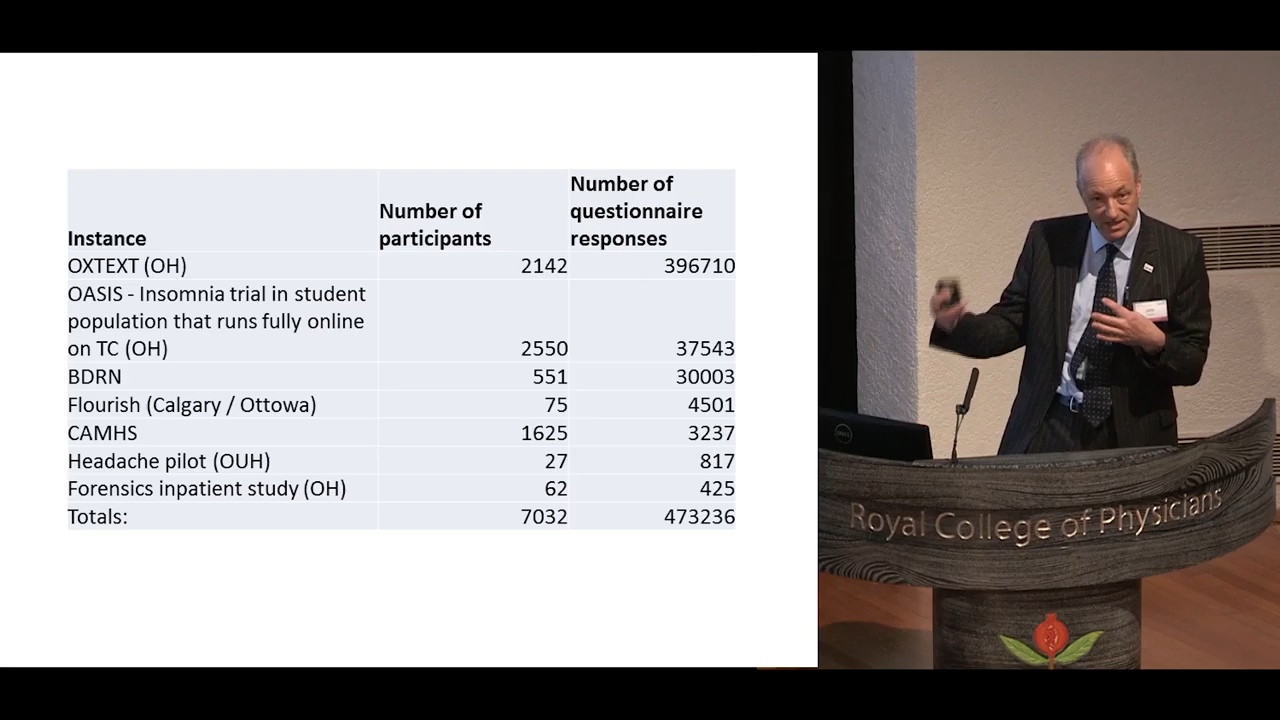 Instance
Number of
participants
Number of
questionnaire
responses
OXTEXT (OH) 2142 396710
OASIS - Insomnia trial in student
population that runs fully online
on TC (OH) 2550 37543
BDRN 551 30003
Flourish (Calgary / Ottowa) 75 4501
CAMHS 1625 3237
Headache pilot (OUH) 27 817
Forensics inpatient study (OH) 62 425
Totals: 7032 473236
DELL
Royal College of Physicians